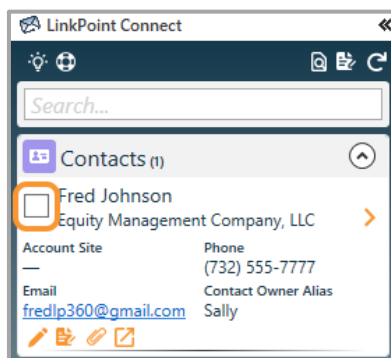 LinkPoint Connect
Search...
Contacts (1)
Fred Johnson
Equity Management Company, LLC
Account Site Phone
— (732) 555-7777
Email Contact Owner Alias
fredlp360@gmail.com Sally